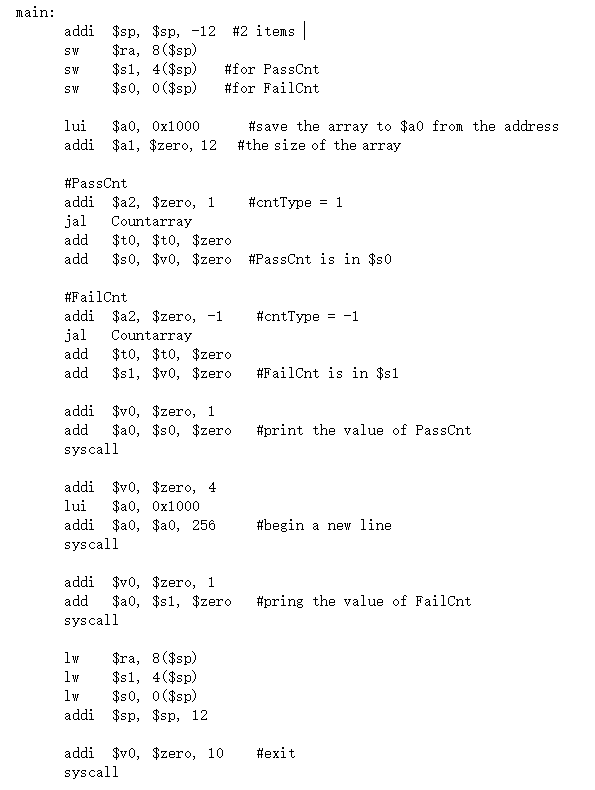 main:
addi $sp, $sp, -12 #2 items
sw $ra, 8($sp)
sw $s1, 4($sp) #for PassCnt
sw $s0, 0($sp) #for FailCnt
lui $a0, 0x1000 #save the array to $a0 from the address
addi $a1, $zero, 12 #the size of the array
#PassCnt
addi $a2, $zero, 1 #cntType = 1
jal Countarray
add $t0, $t0, $zero
add $s0, $v0, $zero #PassCnt is in $s0
#FailCnt
addi $a2, $zero, -1 #cntType = -1
jal Countarray
add $t0, $t0, $zero
add $s1, $v0, $zero #FailCnt is in $s1
addi $v0, $zero, 1
add $a0, $s0, $zero #print the value of PassCnt
syscall
addi $v0, $zero, 4
lui $a0, 0x1000
addi $a0, $a0, 256 #begin a new line
syscall
addi $v0, $zero, 1
add $a0, $s1, $zero #pring the value of FailCnt
syscall
lw $ra, 8($sp)
lw $s1, 4($sp)
lw $s0, 0($sp)
addi $sp, $sp, 12
addi $v0, $zero, 10 #exit
syscall